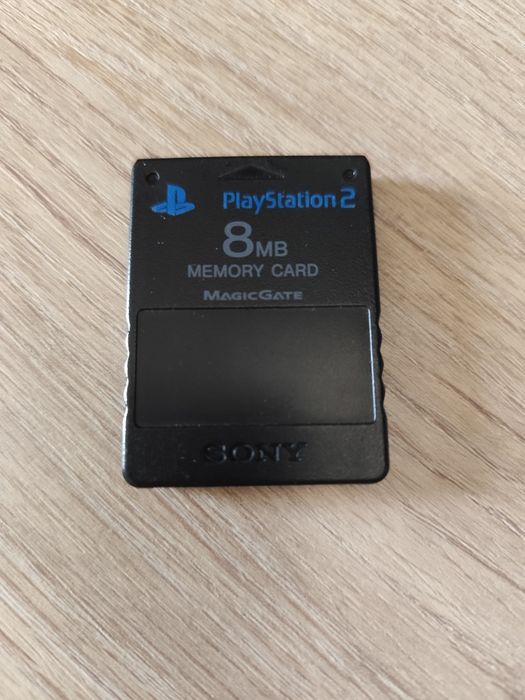 PlayStation 2
8MB
MEMORY CARD
MAGICGATE
SONY